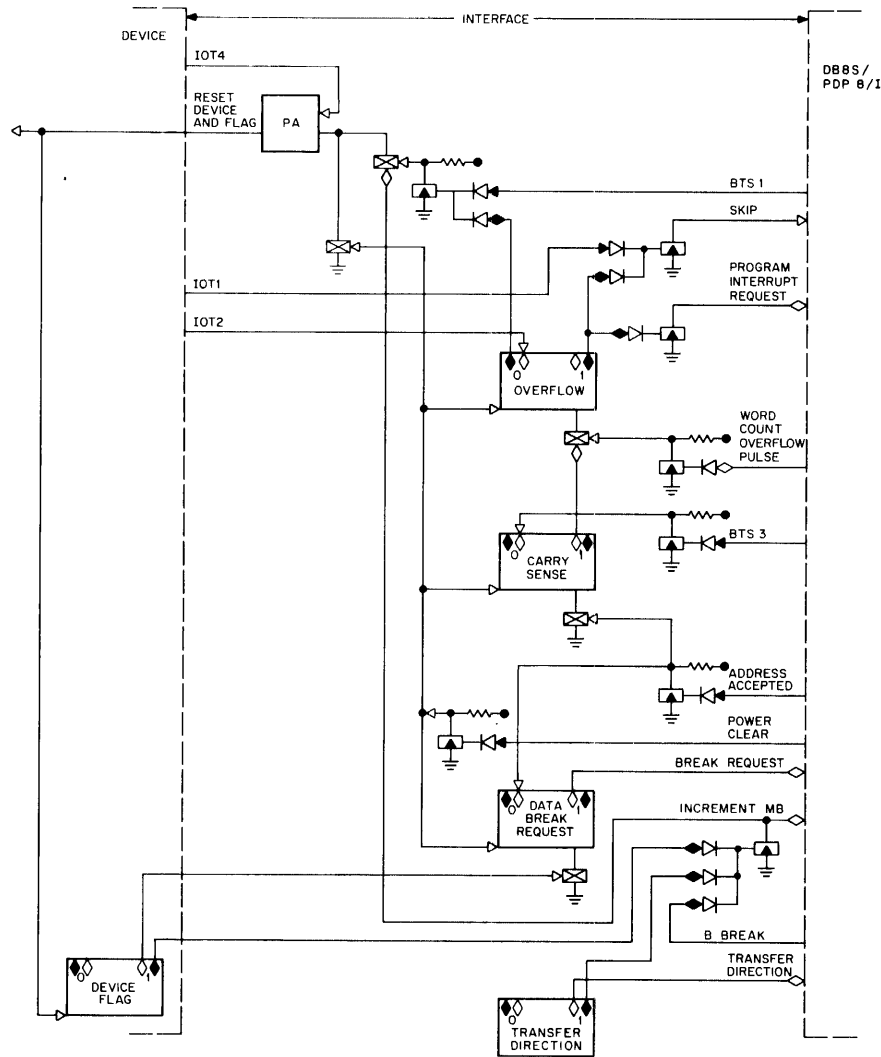 INTERFACE
DEVICE
DB8S/
PDP 8/I
IOT4
RESET
DEVICE
AND FLAG
PA
BTS 1
SKIP
PROGRAM
INTERRUPT
REQUEST
IOT1
IOT2
0 1
OVERFLOW
WORD
COUNT
OVERFLOW
PULSE
BTS 3
0 1
CARRY
SENSE
ADDRESS
ACCEPTED
POWER
CLEAR
BREAK REQUEST
0 1
DATA
BREAK
REQUEST
INCREMENT MB
B BREAK
TRANSFER
DIRECTION
0 1
DEVICE
FLAG
0 1
TRANSFER
DIRECTION